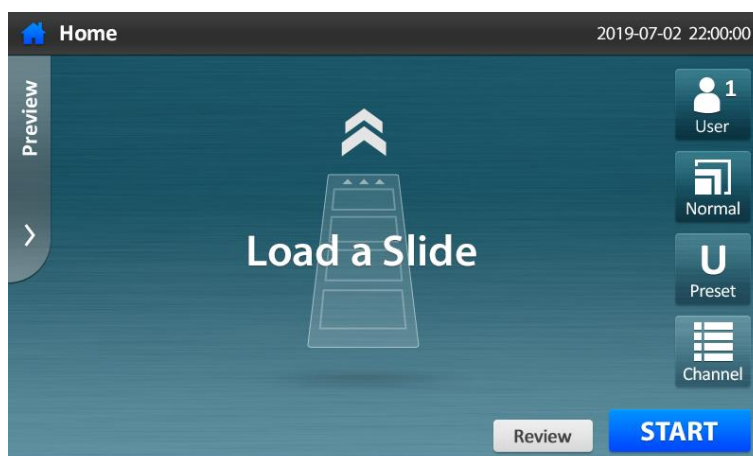 Home
2019-07-02 22:00:00
Preview
1
User
Normal
Load a Slide
U
Preset
Channel
Review
START